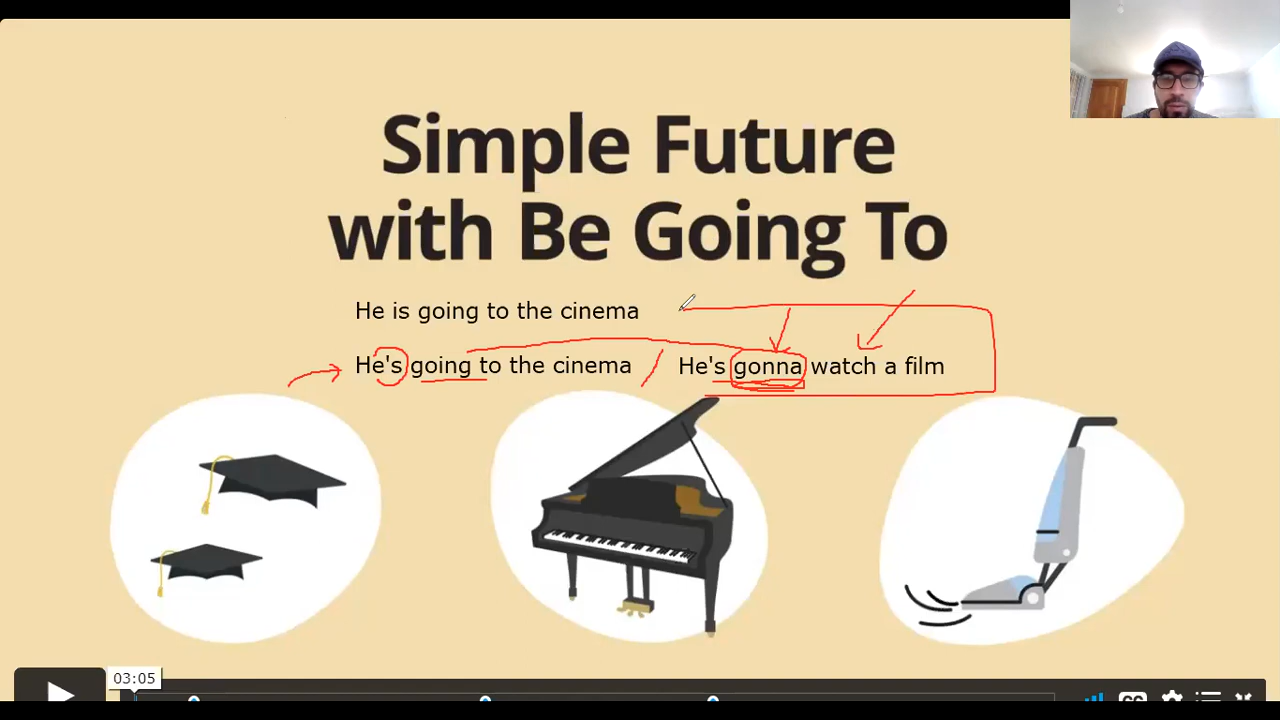 Simple Future
with Be Going To
He is going to the cinema
He's going to the cinema / He's gonna watch a film
03:05
CC